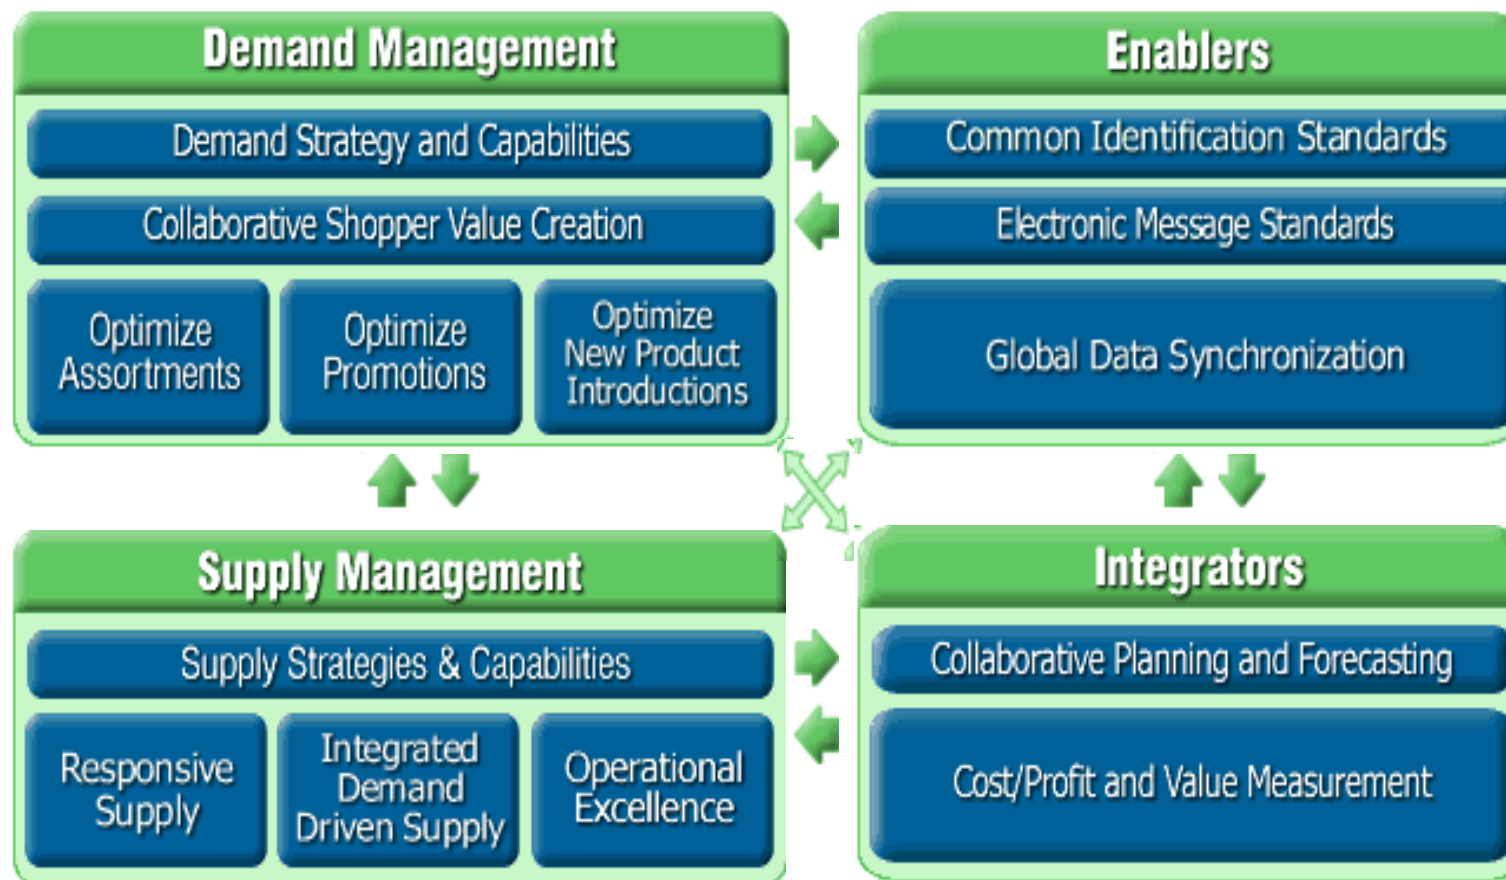 Demand Management
Demand Strategy and Capabilities
Collaborative Shopper Value Creation
Optimize
Assortments
Optimize
Promotions
Optimize
New Product
Introductions
Enablers
Common Identification Standards
Electronic Message Standards
Global Data Synchronization
Supply Management
Supply Strategies & Capabilities
Responsive
Supply
Integrated
Demand
Driven Supply
Operational
Excellence
Integrators
Collaborative Planning and Forecasting
Cost/Profit and Value Measurement